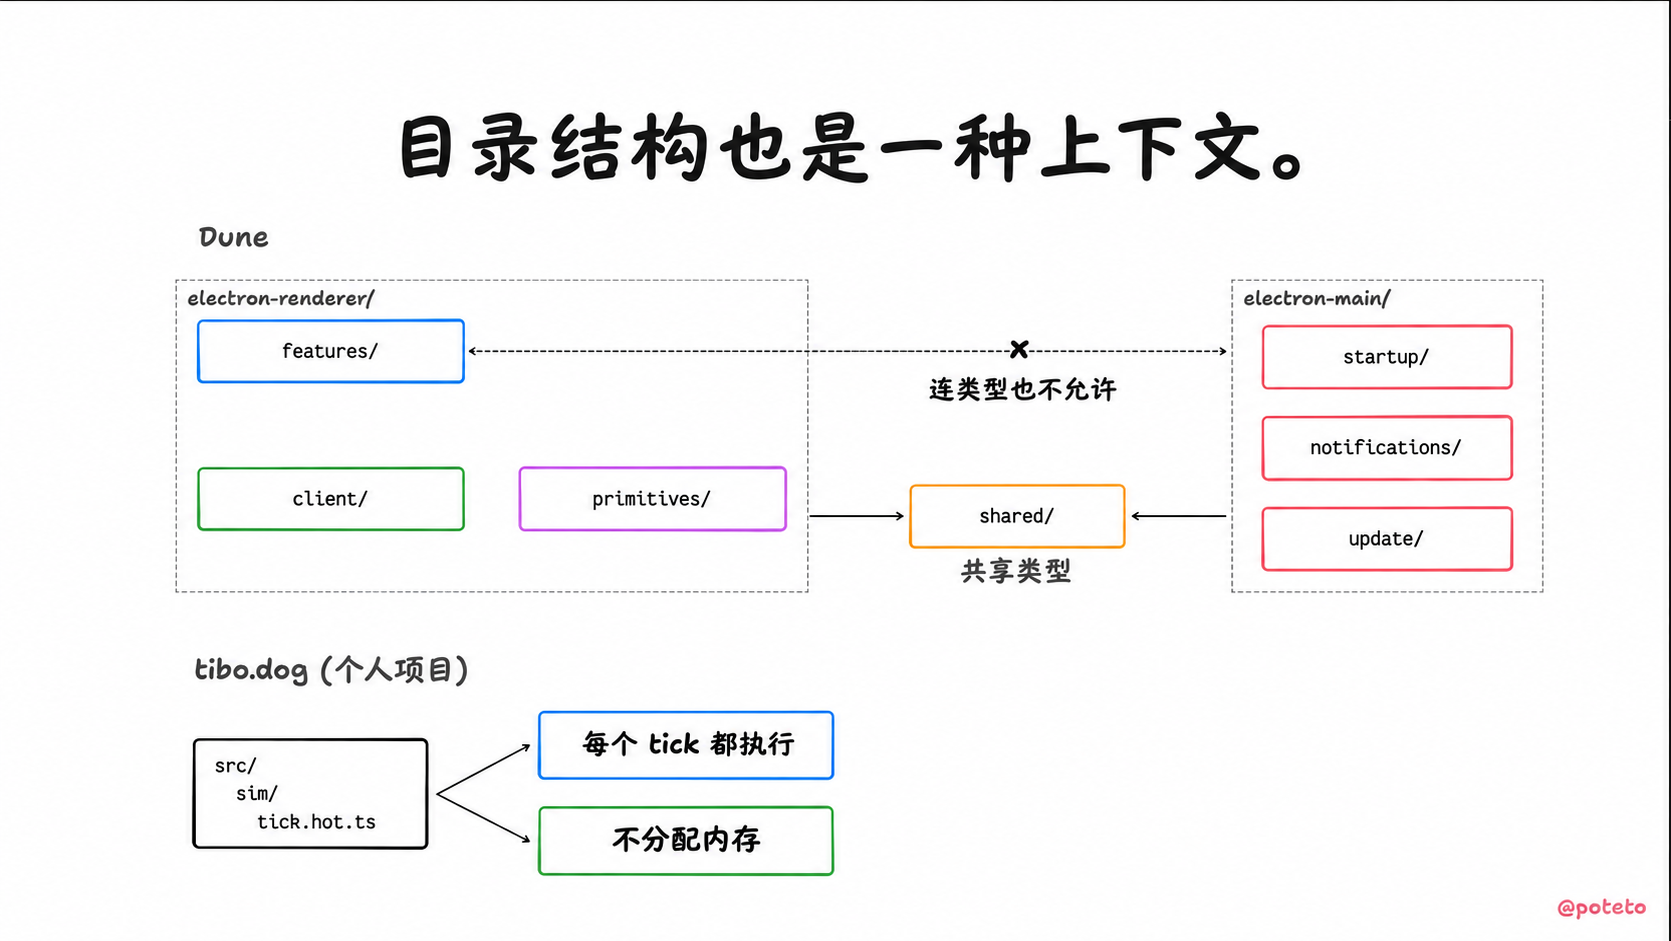 目录结构也是一种上下文。
Dune
electron-renderer/
features/
client/
primitives/
连类型也不允许
shared/
共享类型
electron-main/
startup/
notifications/
update/
tibo.dog (个人项目)
src/
sim/
tick.hot.ts
每个 tick 都执行
不分配内存
@poteto